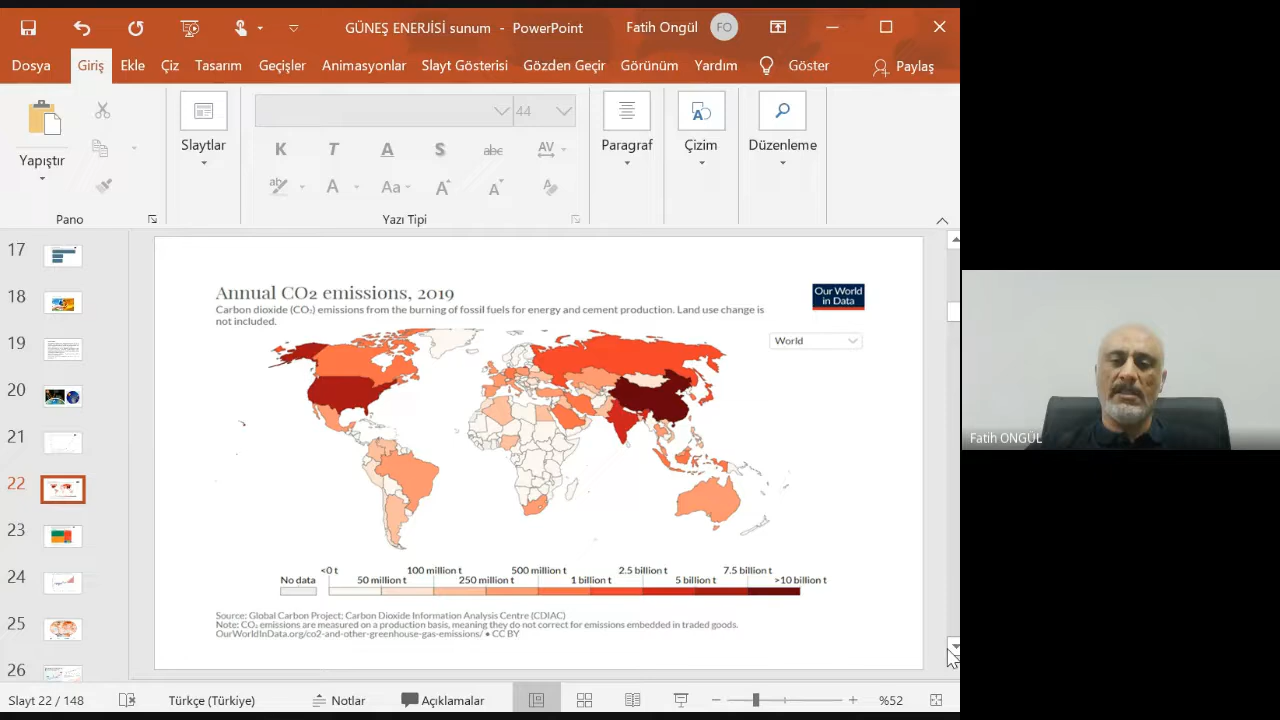 GÜNEŞ ENERJİSİ sunum - PowerPoint
Fatih Ongül
FO
Dosya
Giriş
Ekle
Çiz
Tasarım
Geçişler
Animasyonlar
Slayt Gösterisi
Gözden Geçir
Görünüm
Yardım
Göster
Paylaş
Yapıştır
Slaytlar
44
K
T
A
S
abc
AV
ab
A
Aa
A
A
A
Paragraf
Çizim
Düzenleme
Pano
Yazı Tipi
17
18
19
20
21
22
23
24
25
26
Annual CO2 emissions, 2019
Carbon dioxide (CO₂) emissions from the burning of fossil fuels for energy and cement production. Land use change is
not included.
Our World
in Data
World
No data
<0 t
50 million t
100 million t
250 million t
500 million t
1 billion t
2.5 billion t
5 billion t
7.5 billion t
>10 billion t
Source: Global Carbon Project; Carbon Dioxide Information Analysis Centre (CDIAC)
Note: CO₂ emissions are measured on a production basis, meaning they do not correct for emissions embedded in traded goods.
OurWorldInData.org/co2-and-other-greenhouse-gas-emissions/ • CC BY
Fatih ONGÜL
Slayt 22 / 148
Türkçe (Türkiye)
Notlar
Açıklamalar
%52